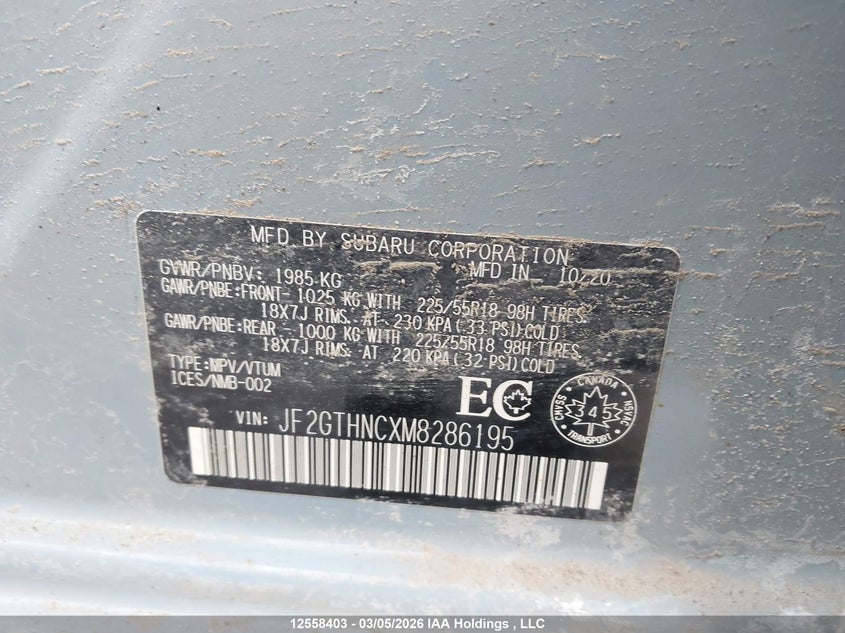 MFD BY SUBARU CORPORATION
GVWR/PNBV: 1985 KG MFD IN 10/20
GAWR/PNBE:FRONT- 1025 KG WITH 225/55R18 98H TIRES.
18X7J RIMS. AT 230 KPA(.33 PSI)COLD
GAWR/PNBE:REAR - 1000 KG WITH 225/55R18 98H TIRES.
18X7J RIMS. AT 220 KPA(.32 PSI)COLD
TYPE:MPV/VTUM
ICES/NMB-002
EC
CANADA
CMVSS 345 NSVAC
TRANSPORT
VIN: JF2GTHNCXM8286195
12558403 - 03/05/2026 IAA Holdings , LLC